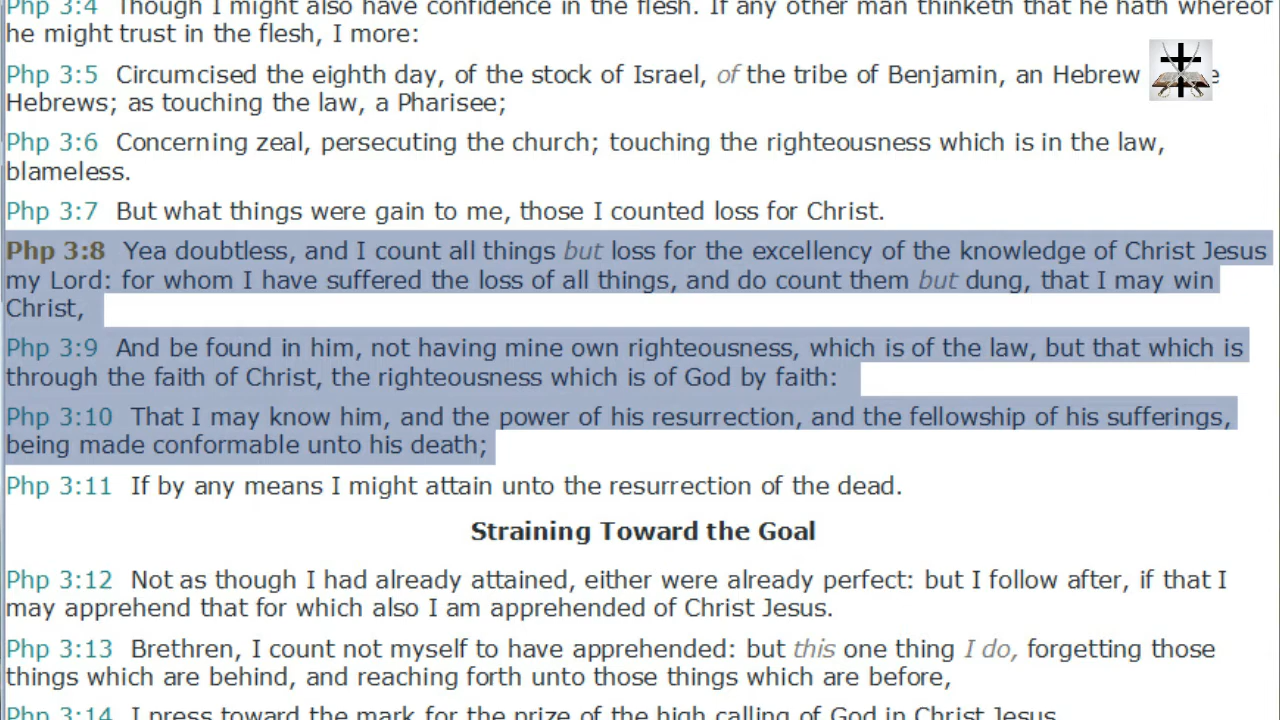 Php 3:4 Though I might also have confidence in the flesh. If any other man thinketh that he hath whereof
he might trust in the flesh, I more:
Php 3:5 Circumcised the eighth day, of the stock of Israel, of the tribe of Benjamin, an Hebrew
Hebrews; as touching the law, a Pharisee;
Php 3:6 Concerning zeal, persecuting the church; touching the righteousness which is in the law,
blameless.
Php 3:7 But what things were gain to me, those I counted loss for Christ.
Php 3:8 Yea doubtless, and I count all things but loss for the excellency of the knowledge of Christ Jesus
my Lord: for whom I have suffered the loss of all things, and do count them but dung, that I may win
Christ,
Php 3:9 And be found in him, not having mine own righteousness, which is of the law, but that which is
through the faith of Christ, the righteousness which is of God by faith:
Php 3:10 That I may know him, and the power of his resurrection, and the fellowship of his sufferings,
being made conformable unto his death;
Php 3:11 If by any means I might attain unto the resurrection of the dead.
Straining Toward the Goal
Php 3:12 Not as though I had already attained, either were already perfect: but I follow after, if that I
may apprehend that for which also I am apprehended of Christ Jesus.
Php 3:13 Brethren, I count not myself to have apprehended: but this one thing I do, forgetting those
things which are behind, and reaching forth unto those things which are before,
Php 3:14 I press toward the mark for the prize of the high calling of God in Christ Jesus.